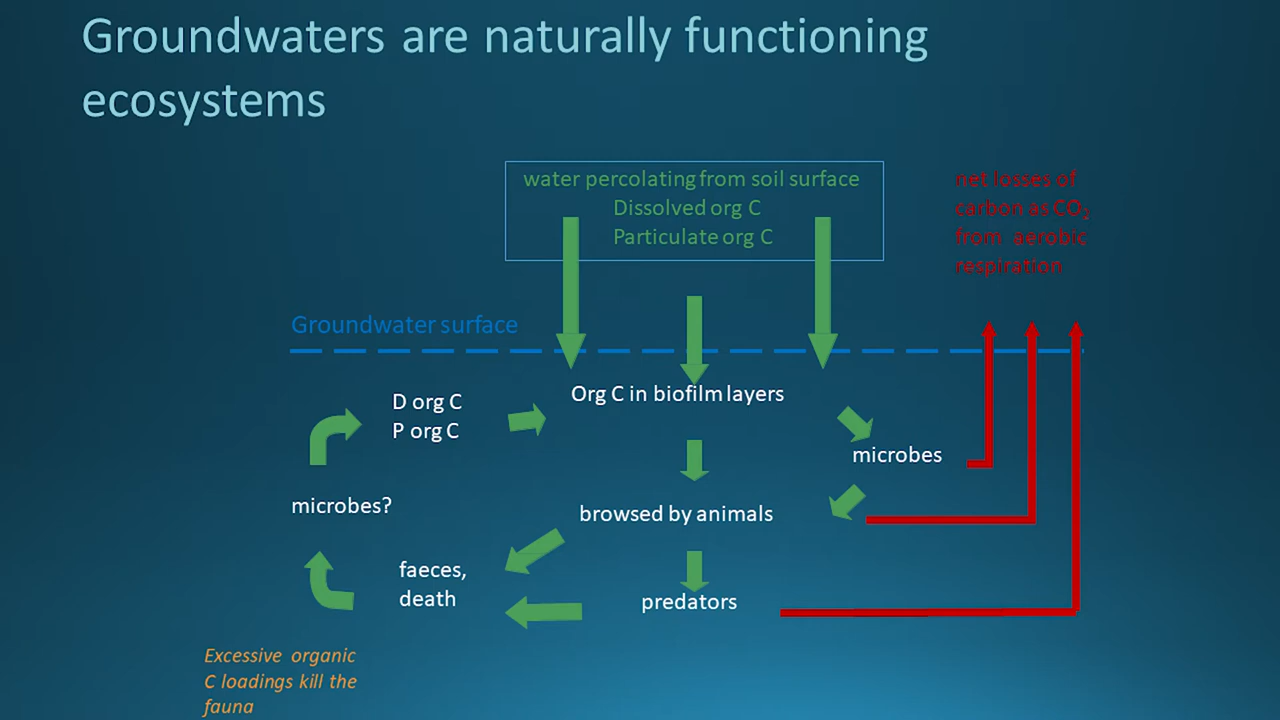 Groundwaters are naturally functioning
ecosystems
water percolating from soil surface
Dissolved org C
Particulate org C
net losses of
carbon as CO₂
from aerobic
respiration
Groundwater surface
Org C in biofilm layers
D org C
P org C
microbes
microbes?
browsed by animals
faeces,
death
predators
Excessive organic
C loadings kill the
fauna